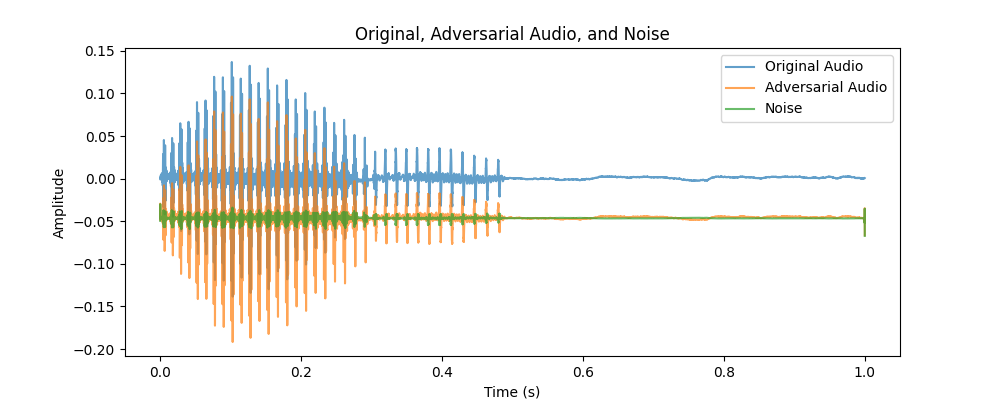 Original, Adversarial Audio, and Noise
Original Audio
Adversarial Audio
Noise
Amplitude
0.15
0.10
0.05
0.00
−0.05
−0.10
−0.15
−0.20
0.0 0.2 0.4 0.6 0.8 1.0
Time (s)